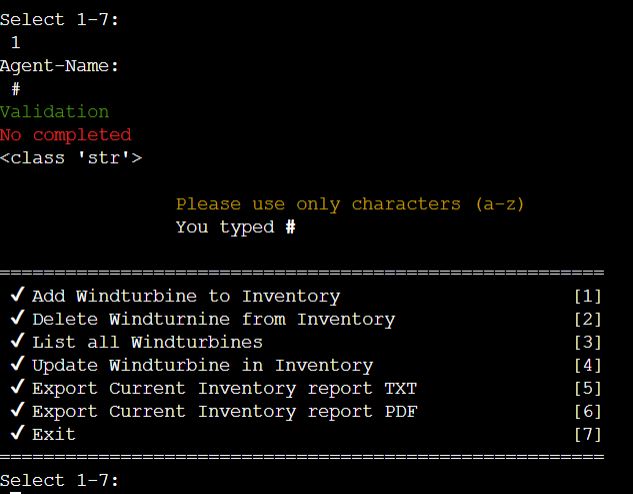 Select 1-7:
1
Agent-Name:
#
Validation
No completed
<class 'str'>
Please use only characters (a-z)
You typed #
=======================================================
✔ Add Windturbine to Inventory [1]
✔ Delete Windturnine from Inventory [2]
✔ List all Windturbines [3]
✔ Update Windturbine in Inventory [4]
✔ Export Current Inventory report TXT [5]
✔ Export Current Inventory report PDF [6]
✔ Exit [7]
=======================================================
Select 1-7: